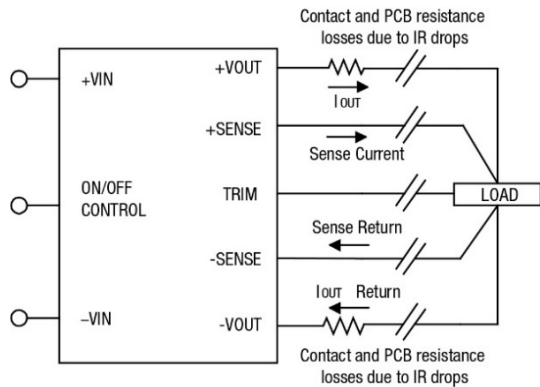 Contact and PCB resistance
losses due to IR drops
+VOUT
+VIN
IOUT
+SENSE
Sense Current
ON/OFF
CONTROL
TRIM
LOAD
Sense Return
-SENSE
IOUT Return
–VIN
-VOUT
Contact and PCB resistance
losses due to IR drops